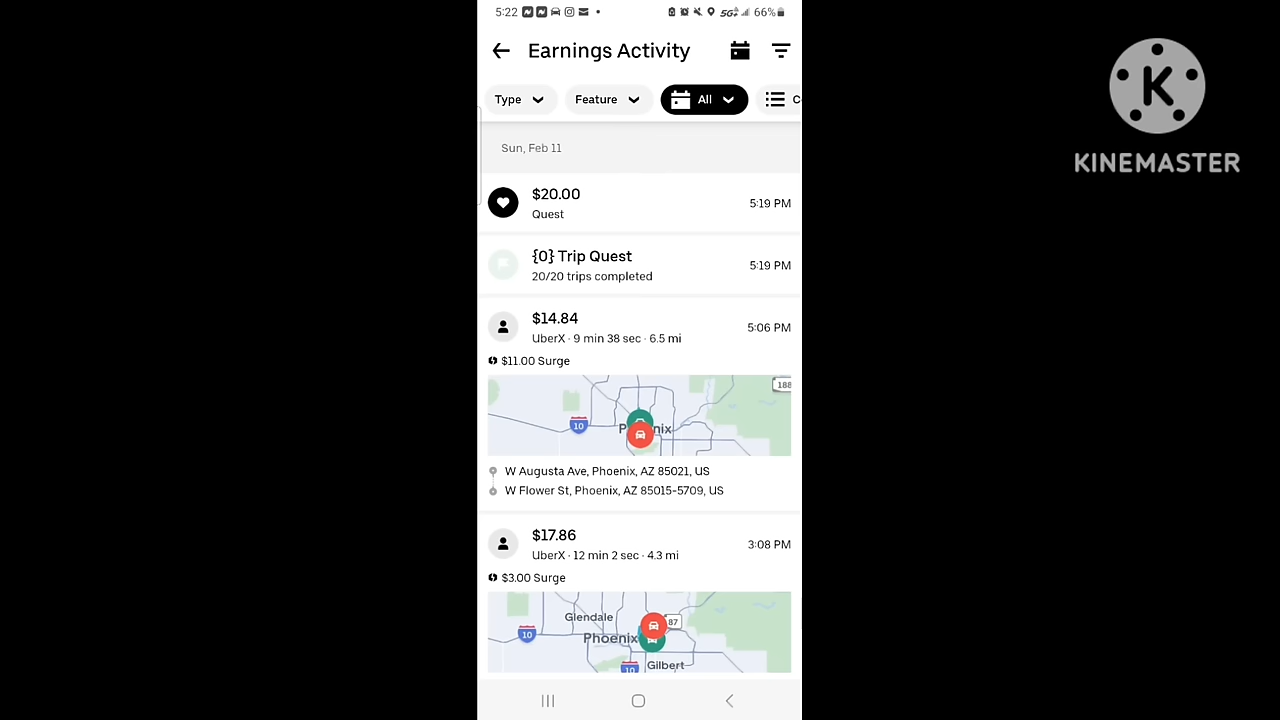 5:22
5G
66%
Earnings Activity
Type
Feature
All
C
Sun, Feb 11
$20.00
5:19 PM
Quest
{0} Trip Quest
5:19 PM
20/20 trips completed
$14.84
5:06 PM
UberX · 9 min 38 sec · 6.5 mi
$11.00 Surge
188
10
P nix
W Augusta Ave, Phoenix, AZ 85021, US
W Flower St, Phoenix, AZ 85015-5709, US
$17.86
3:08 PM
UberX · 12 min 2 sec · 4.3 mi
$3.00 Surge
Glendale
87
10
Phoenix
Gilbert
10
K
KINEMASTER